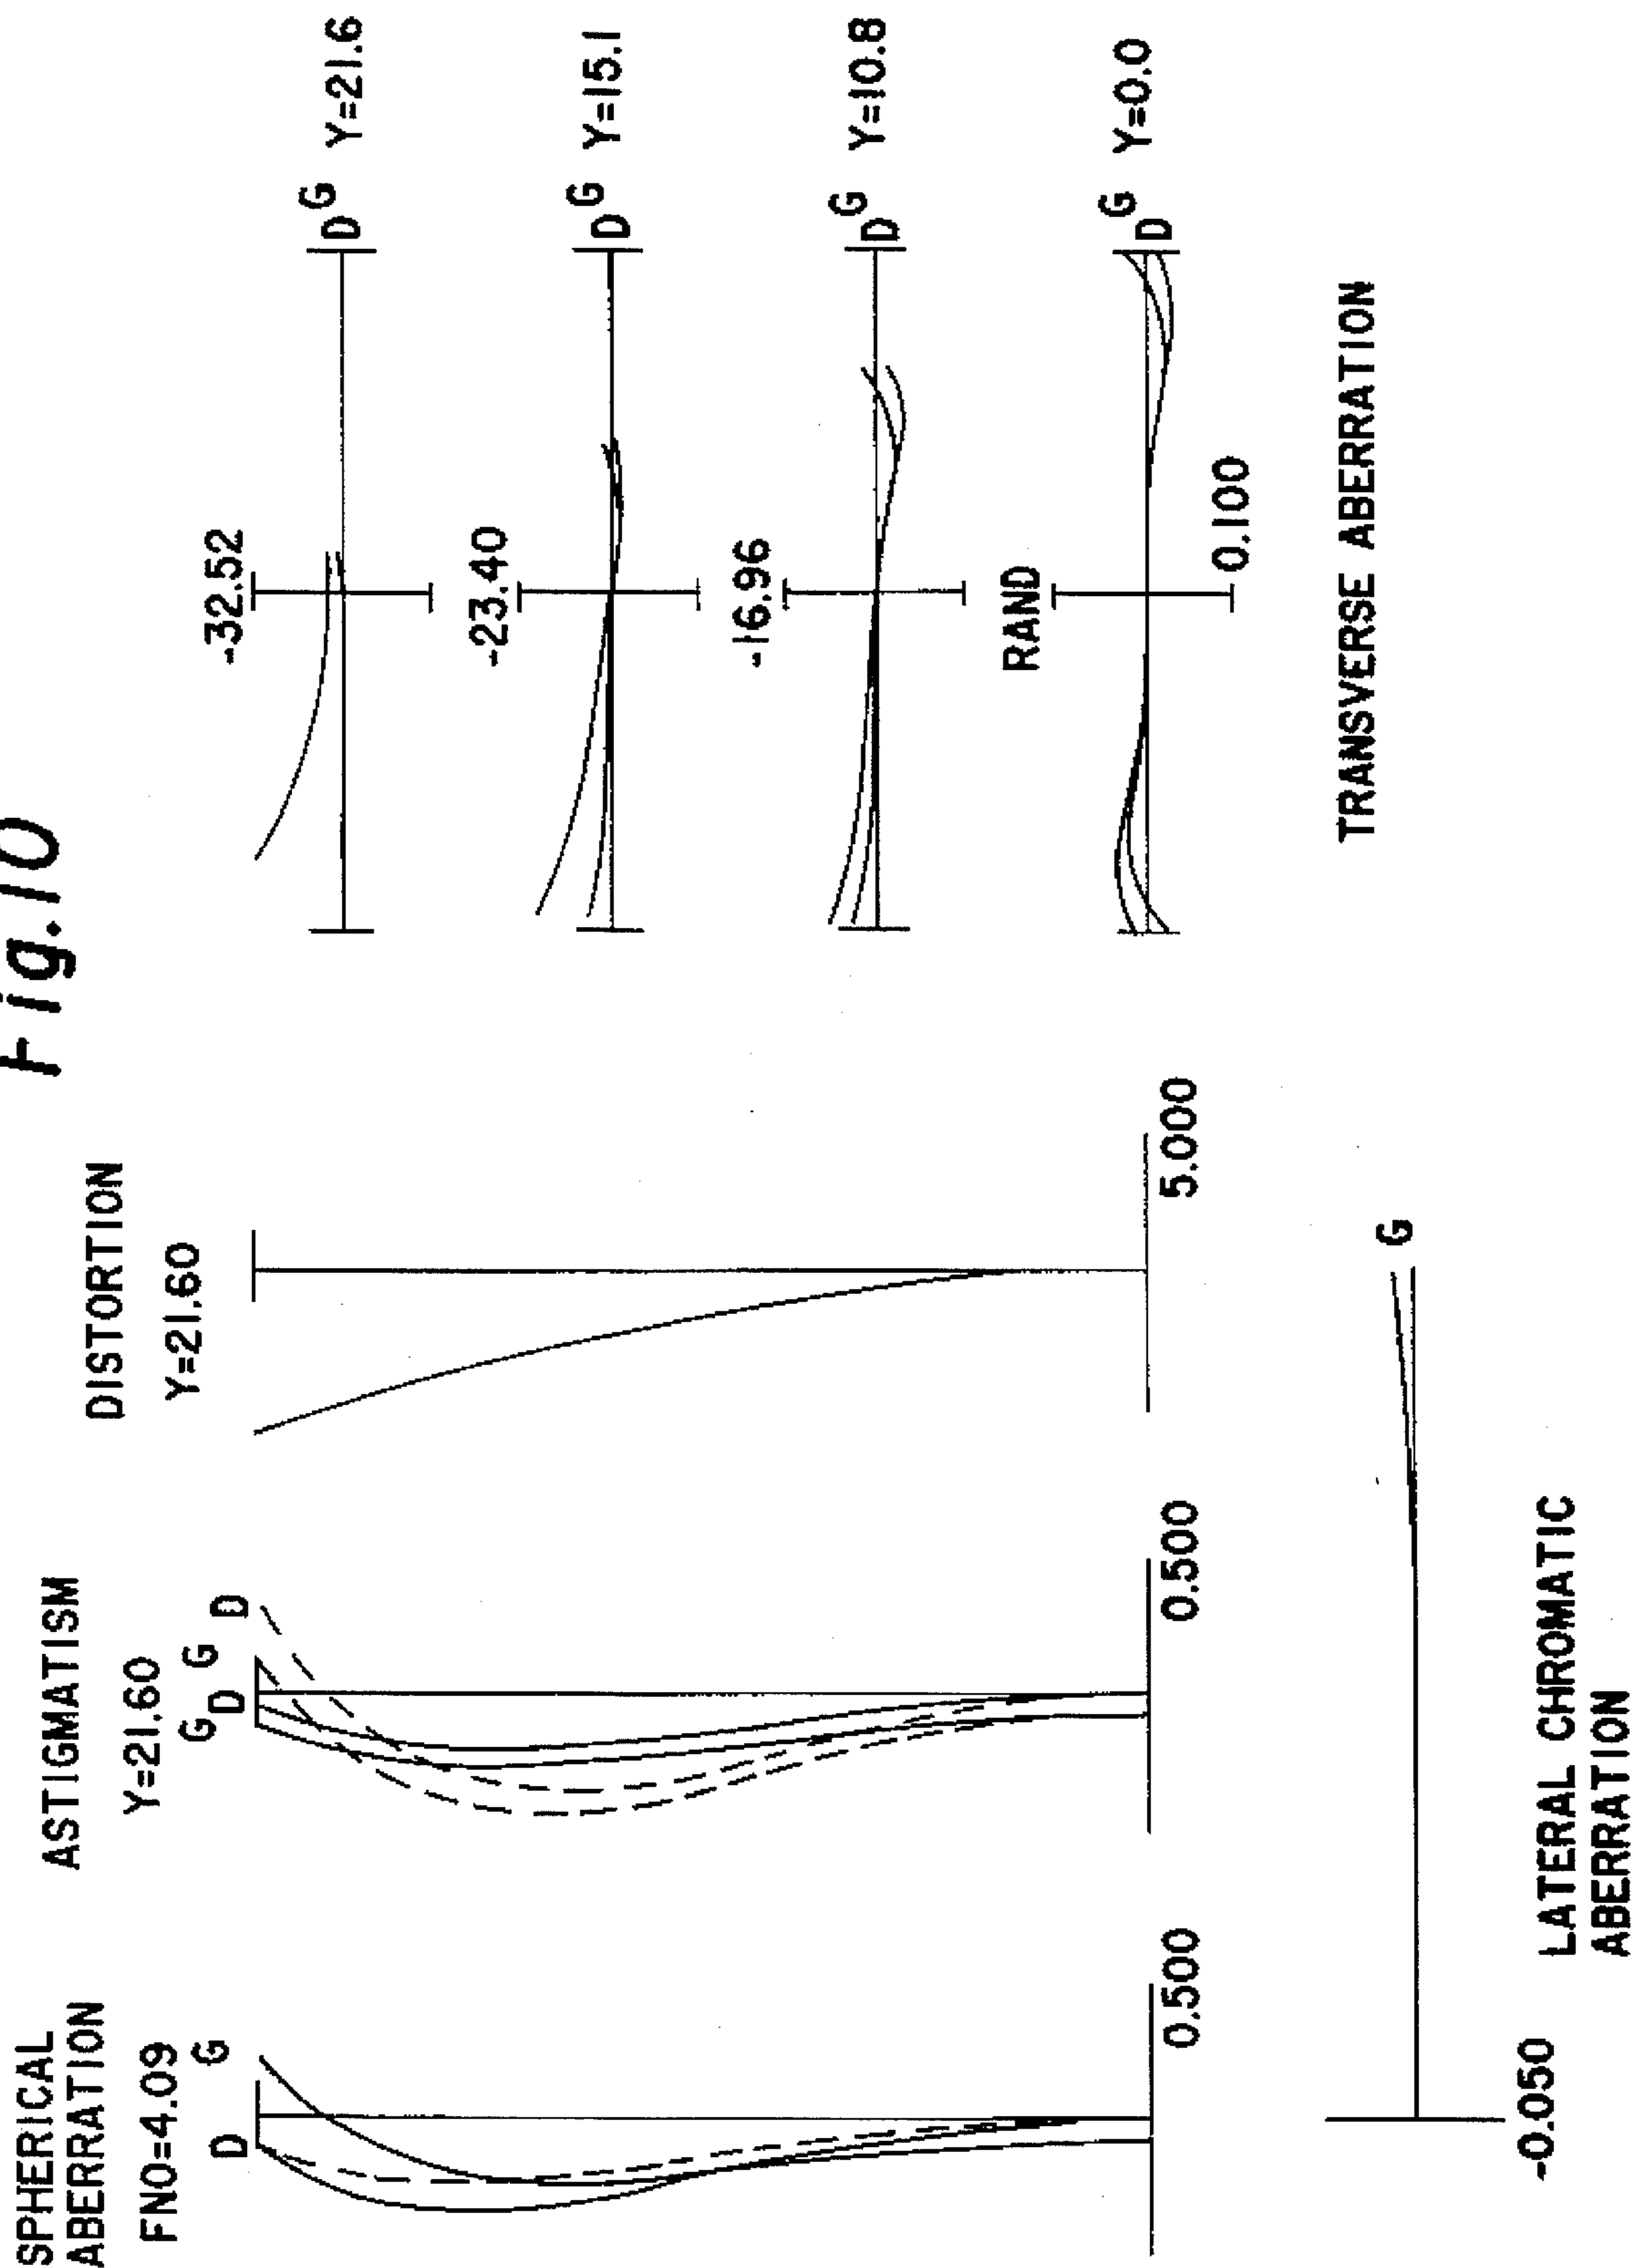 Fig.10
SPHERICAL
ABERRATION
FNO=4.09
D
G
0.500
ASTIGMATISM
Y=21.60
G
D
G
D
0.500
DISTORTION
Y=21.60
5.000
-32.52
D
G
Y=21.6
-23.40
D
G
Y=15.1
-16.96
D
G
Y=10.8
RAND
D
G
Y=0.0
0.100
TRANSVERSE ABERRATION
G
-0.050
LATERAL CHROMATIC
ABERRATION